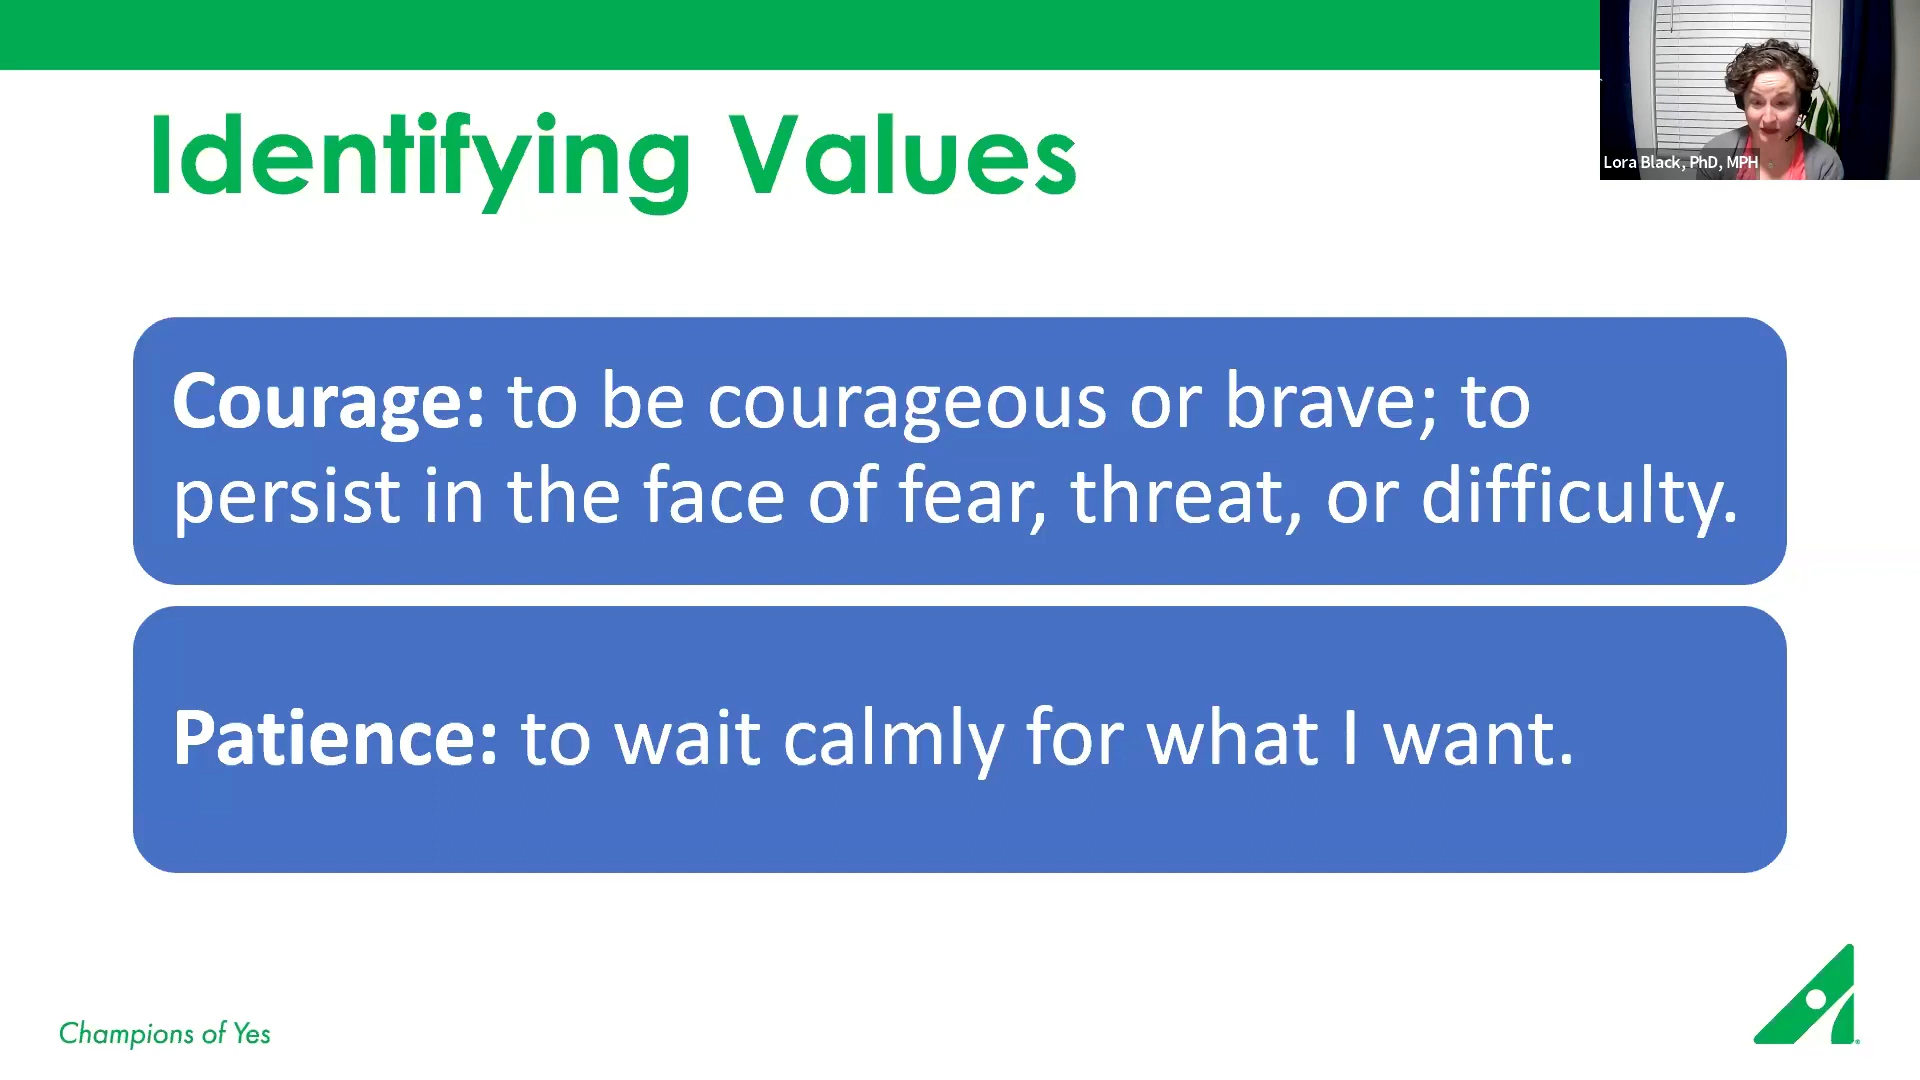 Identifying Values
Lora Black, PhD, MPH
Courage: to be courageous or brave; to
persist in the face of fear, threat, or difficulty.
Patience: to wait calmly for what I want.
Champions of Yes